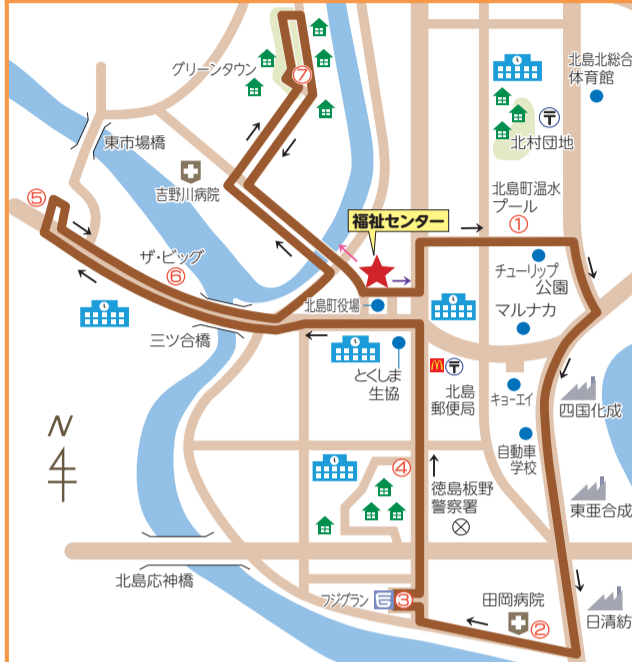 グリーンタウン
⑦
北島北総合
体育館
〒
北村団地
東市場橋
吉野川病院
⑤
北島町温水
プール
①
福祉センター
ザ・ビッグ
⑥
チューリップ
公園
北島町役場
マルナカ
三ツ合橋
とくしま
生協
M
〒
北島
郵便局
キョーエイ
四国化成
自動車
学校
N
④
徳島板野
警察署
東亜合成
北島応神橋
フジグラン
③
田岡病院
②
日清紡